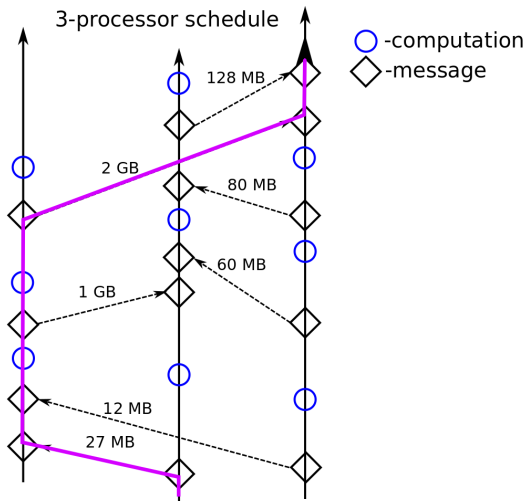 3-processor schedule
-computation
-message
128 MB
2 GB
80 MB
60 MB
1 GB
12 MB
27 MB